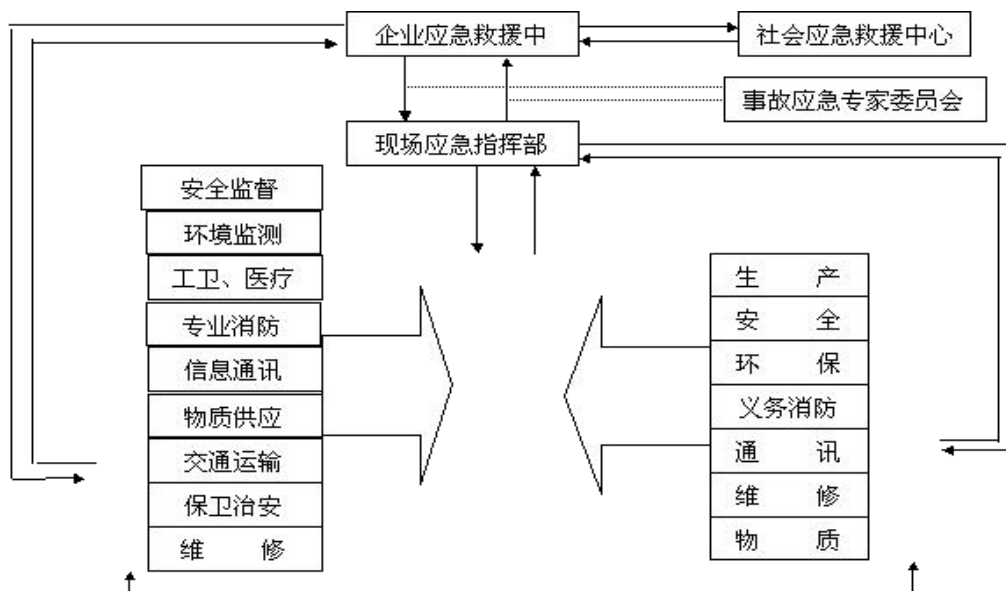 企业应急救援中
社会应急救援中心
事故应急专家委员会
现场应急指挥部
安全监督
环境监测
工卫、医疗
专业消防
信息通讯
物质供应
交通运输
保卫治安
维 修
生 产
安 全
环 保
义务消防
通 讯
维 修
物 质